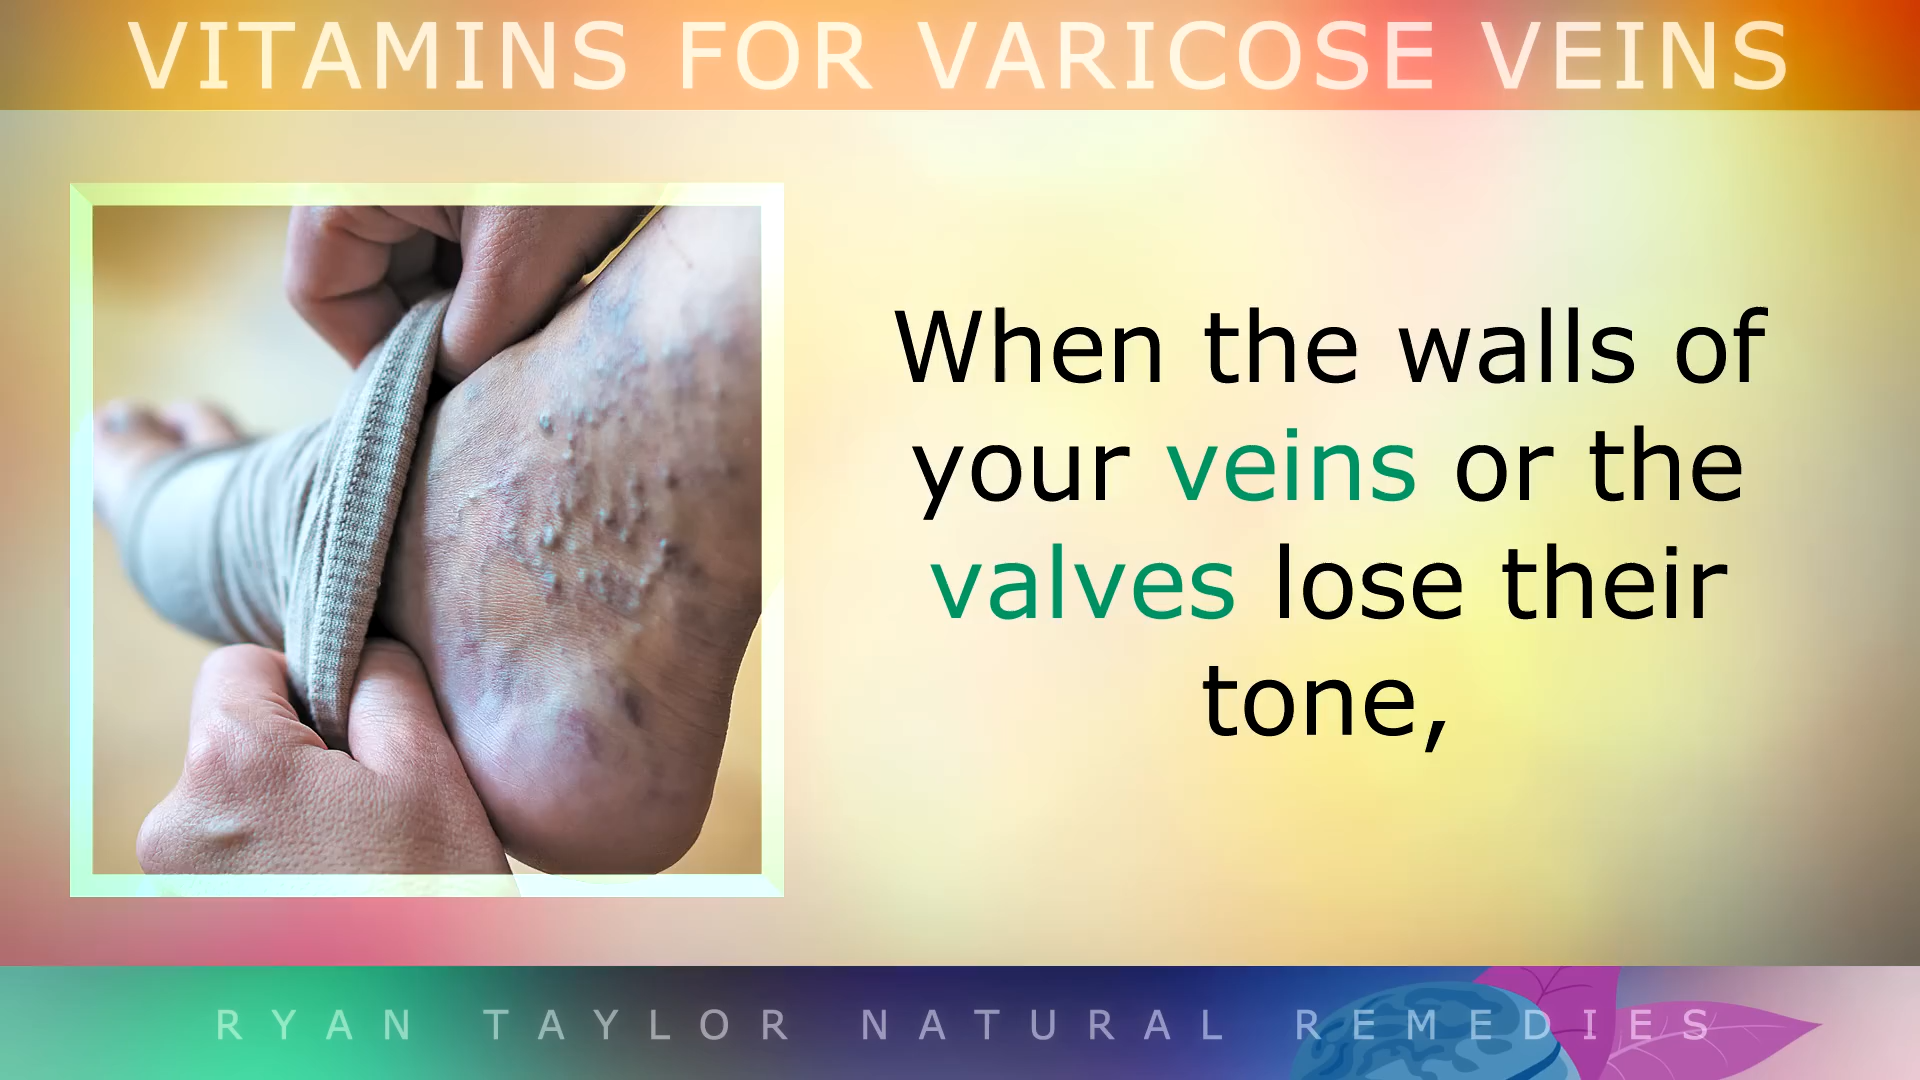 VITAMINS FOR VARICOSE VEINS
When the walls of
your veins or the
valves lose their
tone,
RYAN TAYLOR NATURAL REMEDIES